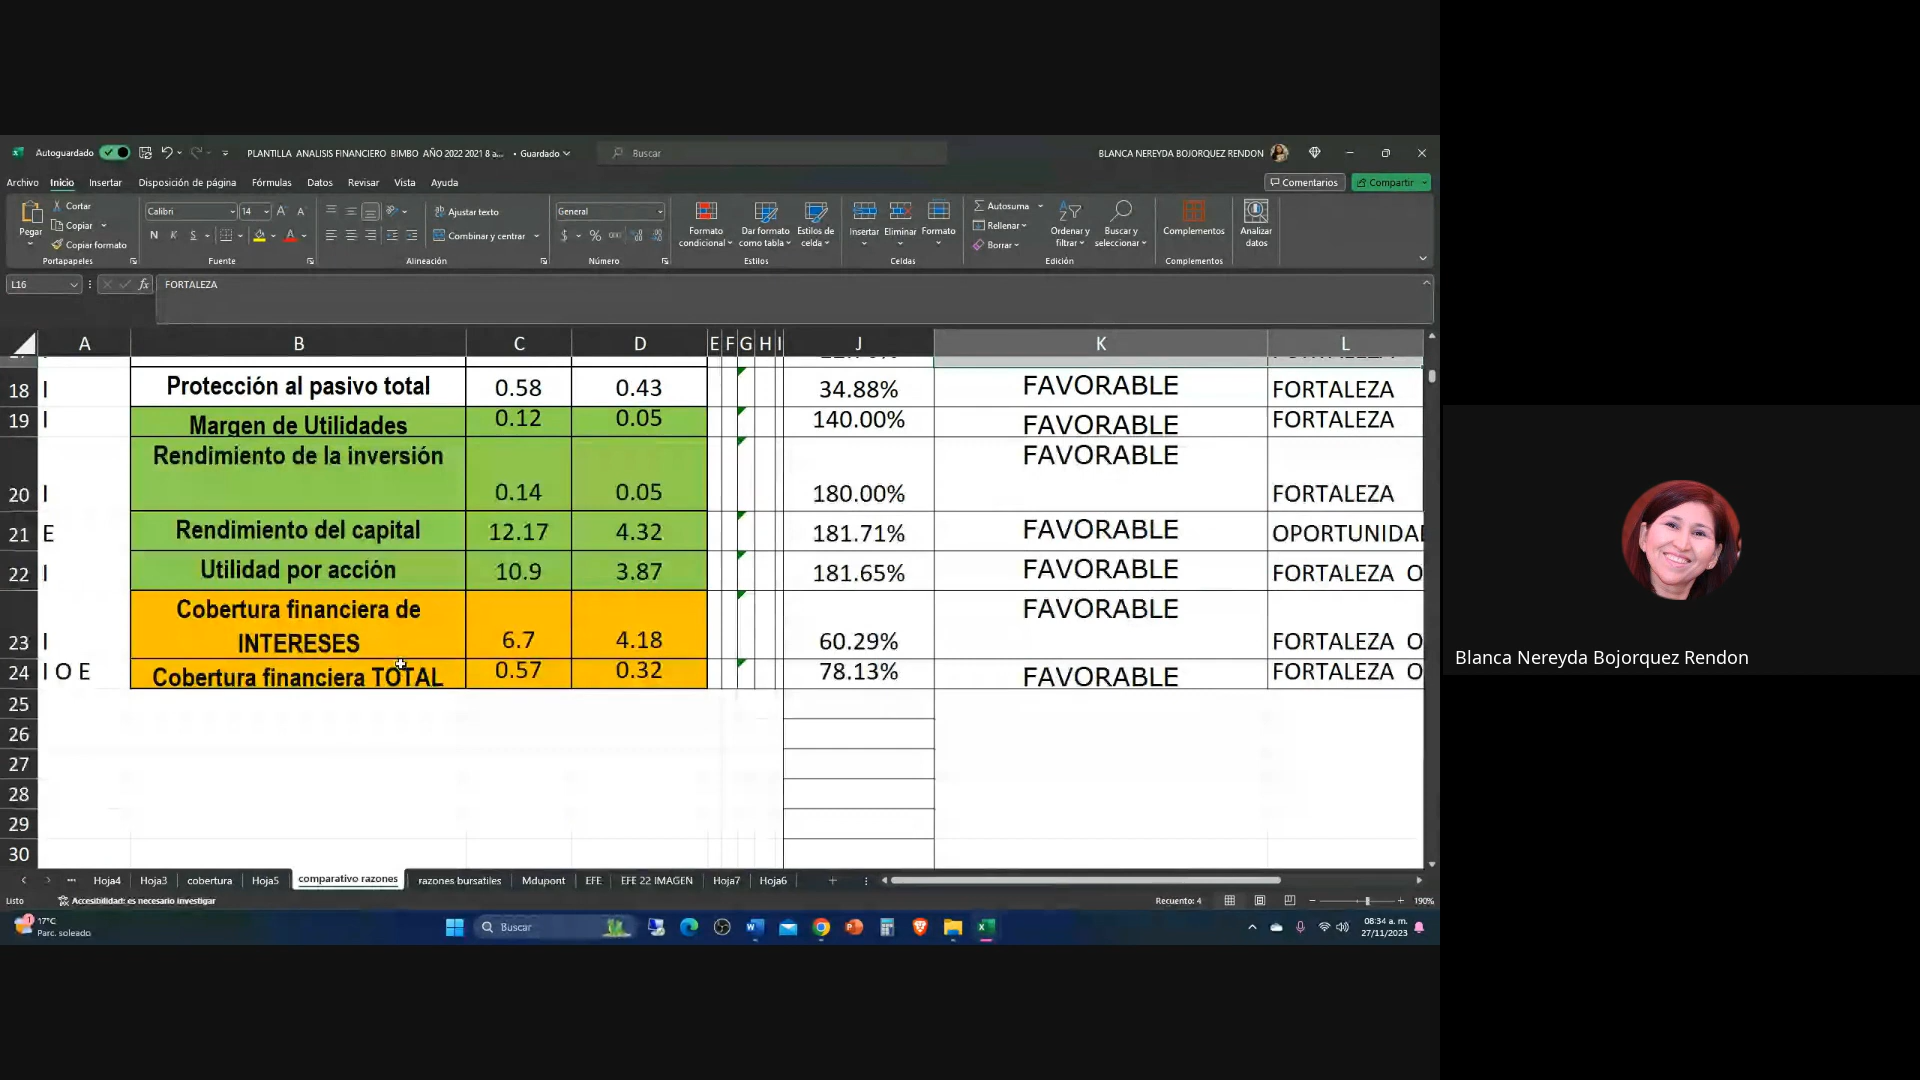 Autoguardado
PLANTILLA ANALISIS FINANCIERO BIMBO AÑO 2022 2021 8 a... • Guardado
Buscar
BLANCA NEREYDA BOJORQUEZ RENDON
Archivo Inicio Insertar Disposición de página Fórmulas Datos Revisar Vista Ayuda
Comentarios Compartir
Pegar
Cortar
Copiar
Copiar formato
Portapapeles
Calibri 14
N K S
Fuente
Ajustar texto
Combinar y centrar
Alineación
General
$ % 000
Número
Formato condicional
Dar formato como tabla
Estilos de celda
Estilos
Insertar Eliminar Formato
Celdas
Autosuma
Rellenar
Borrar
Ordenar y filtrar
Buscar y seleccionar
Edición
Complementos
Complementos
Analizar datos
L16 fx FORTALEZA
A B C D E F G H I J K L
18 I Protección al pasivo total 0.58 0.43 34.88% FAVORABLE FORTALEZA
19 I Margen de Utilidades 0.12 0.05 140.00% FAVORABLE FORTALEZA
20 I Rendimiento de la inversión 0.14 0.05 180.00% FAVORABLE FORTALEZA
21 E Rendimiento del capital 12.17 4.32 181.71% FAVORABLE OPORTUNIDAD
22 I Utilidad por acción 10.9 3.87 181.65% FAVORABLE FORTALEZA O
23 I Cobertura financiera de INTERESES 6.7 4.18 60.29% FAVORABLE FORTALEZA O
24 I O E Cobertura financiera TOTAL 0.57 0.32 78.13% FAVORABLE FORTALEZA O
25
26
27
28
29
30
Hoja4 Hoja3 cobertura Hoja5 comparativo razones razones bursatiles Mdupont EFE EFE 22 IMAGEN Hoja7 Hoja6
Listo Accesibilidad: es necesario investigar Recuento: 4 190%
1
17°C
Parc. soleado
Buscar
08:34 a. m.
27/11/2023
Blanca Nereyda Bojorquez Rendon